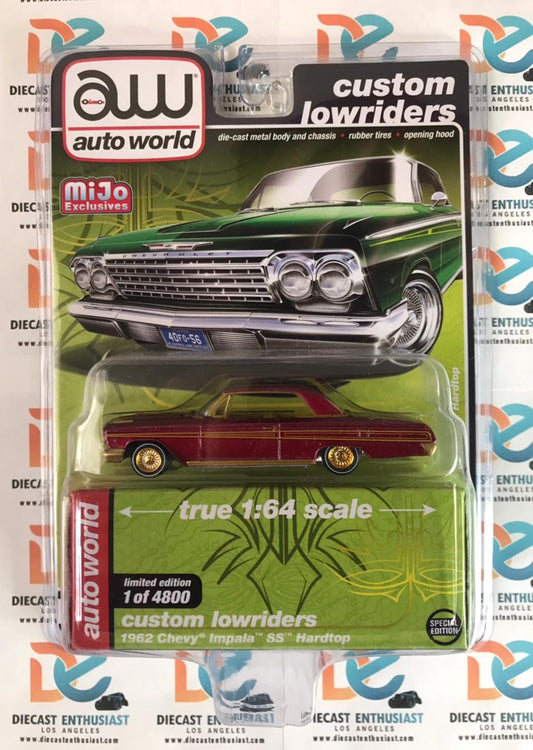 aw
auto world
custom
lowriders
die-cast metal body and chassis • rubber tires • opening hood
MiJo
Exclusives
CHEVROLET
4DFD-56
Hardtop
true 1:64 scale
auto world
limited edition
1 of 4800
custom lowriders
1962 Chevy® Impala™ SS™ Hardtop
SPECIAL
EDITION
DIECAST ENTHUSIAST
LOS ANGELES
www.diecastenthusiast.com